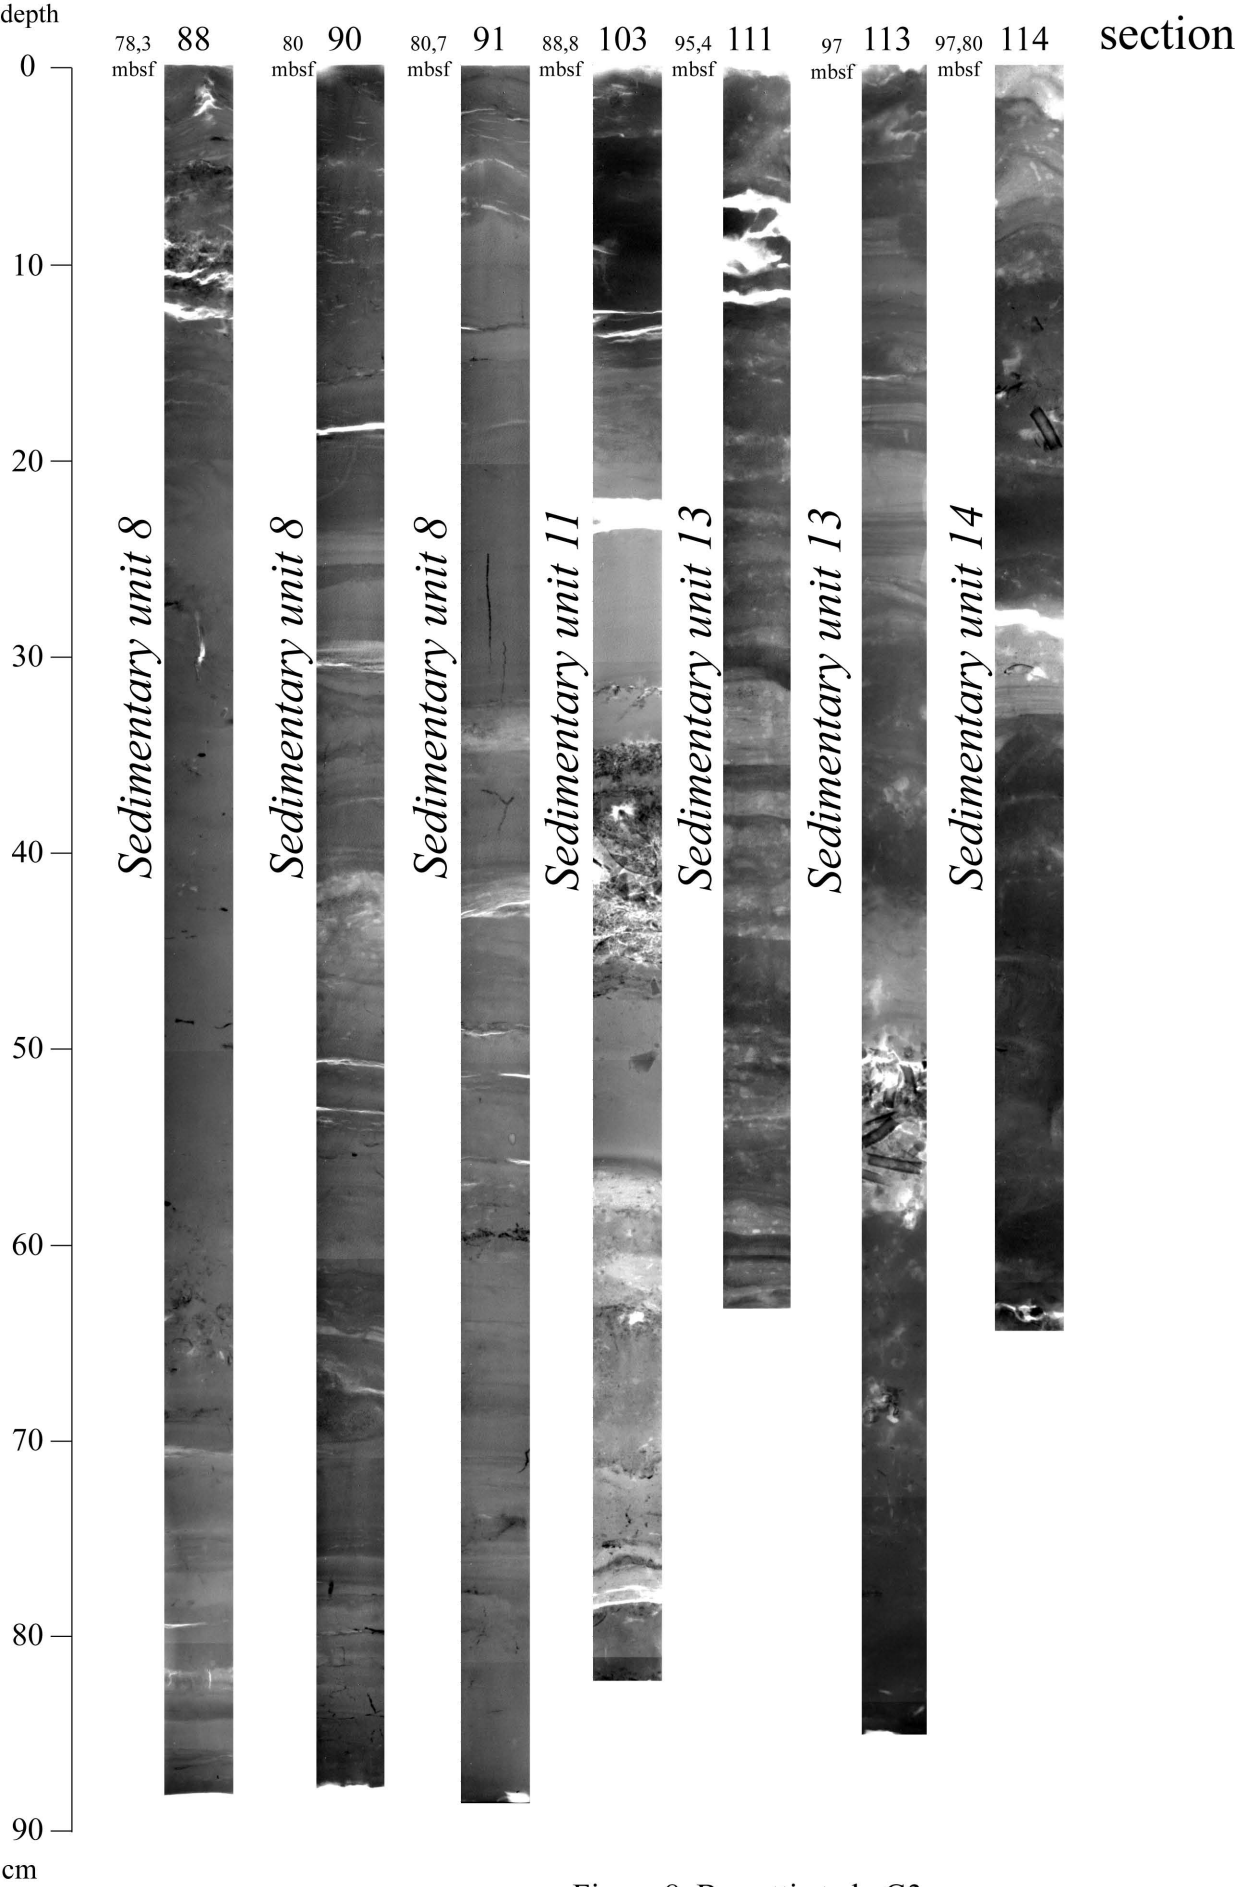 depth
78,3 88 80 90 80,7 91 88,8 103 95,4 111 97 113 97,80 114 section
mbsf mbsf mbsf mbsf mbsf mbsf mbsf
0
10
20
30
40
50
60
70
80
90
cm
Sedimentary unit 8
Sedimentary unit 8
Sedimentary unit 8
Sedimentary unit 11
Sedimentary unit 13
Sedimentary unit 13
Sedimentary unit 14